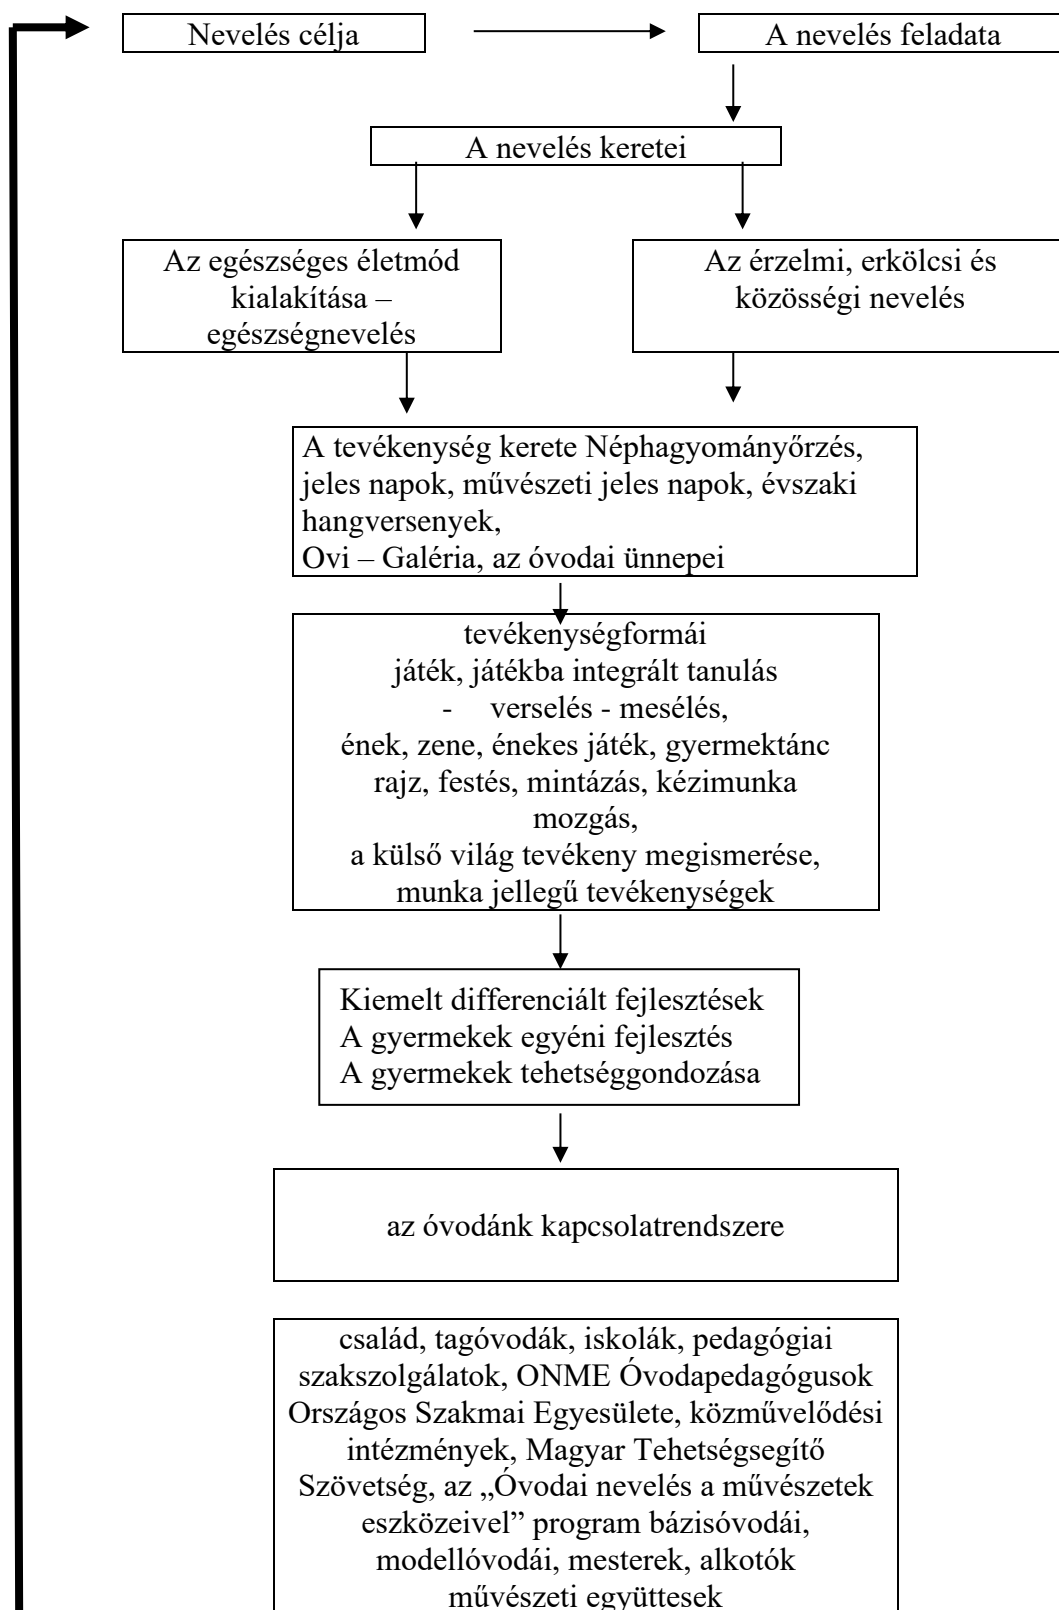 Nevelés célja
A nevelés feladata
A nevelés keretei
Az egészséges életmód
kialakítása –
egészségnevelés
Az érzelmi, erkölcsi és
közösségi nevelés
A tevékenység kerete Néphagyományőrzés,
jeles napok, művészeti jeles napok, évszaki
hangversenyek,
Ovi – Galéria, az óvodai ünnepei
tevékenységformái
játék, játékba integrált tanulás
- verselés - mesélés,
ének, zene, énekes játék, gyermektánc
rajz, festés, mintázás, kézimunka
mozgás,
a külső világ tevékeny megismerése,
munka jellegű tevékenységek
Kiemelt differenciált fejlesztések
A gyermekek egyéni fejlesztés
A gyermekek tehetséggondozása
az óvodánk kapcsolatrendszere
család, tagóvodák, iskolák, pedagógiai
szakszolgálatok, ONME Óvodapedagógusok
Országos Szakmai Egyesülete, közművelődési
intézmények, Magyar Tehetségsegítő
Szövetség, az „Óvodai nevelés a művészetek
eszközeivel” program bázisóvodái,
modellóvodái, mesterek, alkotók
művészeti együttesek